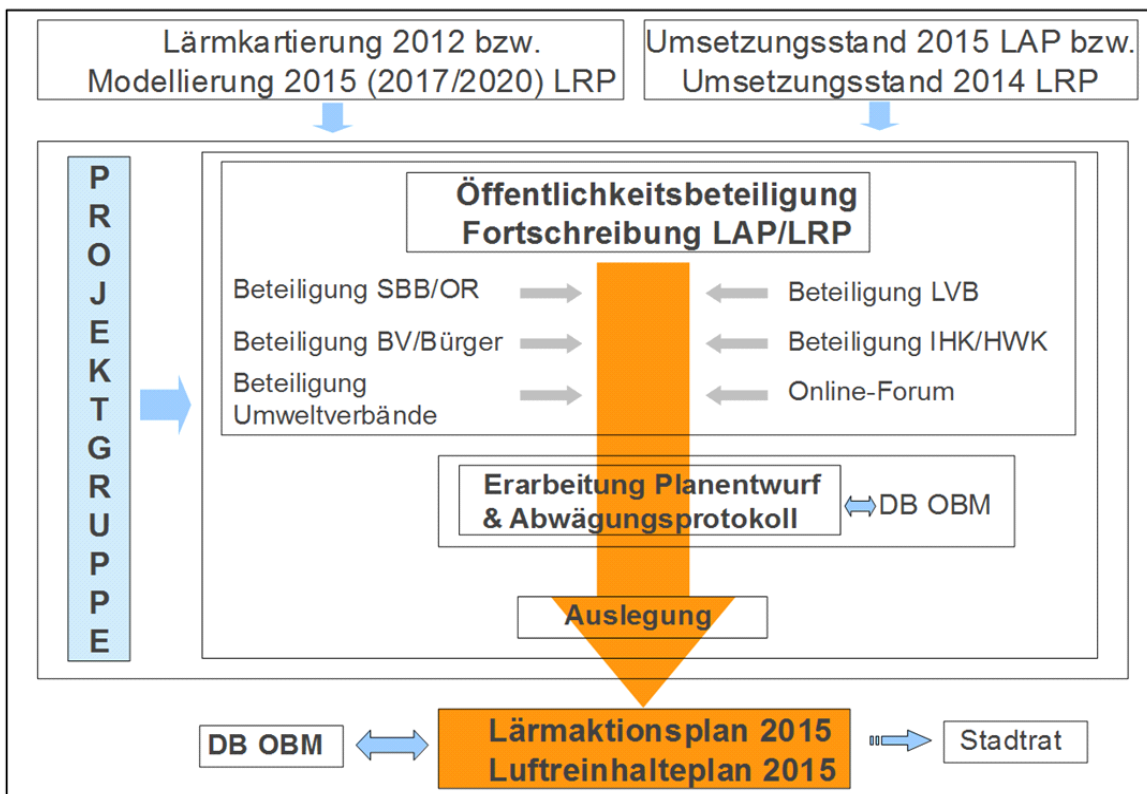 Lärmkartierung 2012 bzw.
Modellierung 2015 (2017/2020) LRP
Umsetzungsstand 2015 LAP bzw.
Umsetzungsstand 2014 LRP
PROJEKTGRUPPE
Öffentlichkeitsbeteiligung
Fortschreibung LAP/LRP
Beteiligung SBB/OR
Beteiligung BV/Bürger
Beteiligung
Umweltverbände
Beteiligung LVB
Beteiligung IHK/HWK
Online-Forum
Erarbeitung Planentwurf
& Abwägungsprotokoll
DB OBM
Auslegung
DB OBM
Lärmaktionsplan 2015
Luftreinhalteplan 2015
Stadtrat